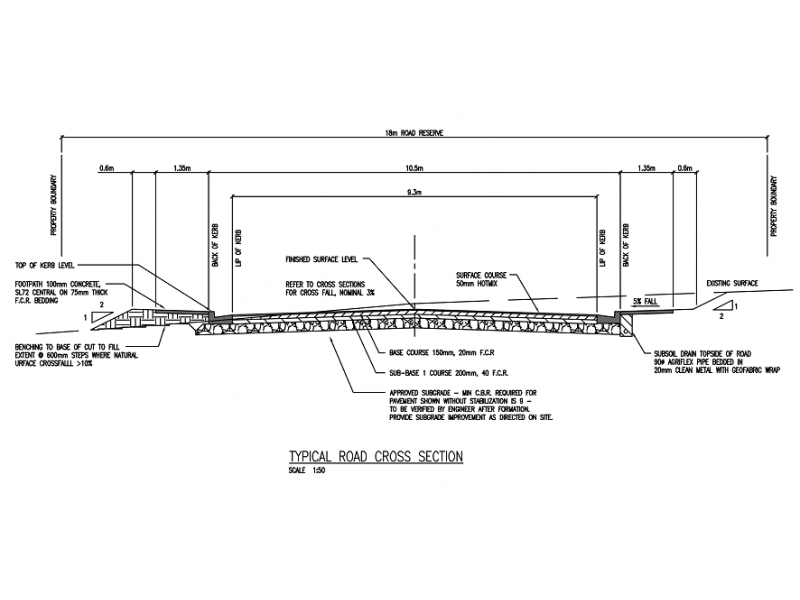 18m ROAD RESERVE
0.6m
1.35m
10.5m
1.35m
0.6m
9.3m
PROPERTY BOUNDARY
BACK OF KERB
LIP OF KERB
LIP OF KERB
BACK OF KERB
PROPERTY BOUNDARY
TOP OF KERB LEVEL
FINISHED SURFACE LEVEL
FOOTPATH 100mm CONCRETE,
SL72 CENTRAL ON 75mm THICK
F.C.R. BEDDING
REFER TO CROSS SECTIONS
FOR CROSS FALL, NOMINAL 3%
SURFACE COURSE
50mm HOTMIX
EXISTING SURFACE
5% FALL
2
1
1
2
BENCHING TO BASE OF CUT TO FILL
EXTENT @ 600mm STEPS WHERE NATURAL
URFACE CROSSFALLL >10%
BASE COURSE 150mm, 20mm F.C.R
SUB-BASE 1 COURSE 200mm, 40 F.C.R.
SUBSOIL DRAIN TOPSIDE OF ROAD
90ø AGRIFLEX PIPE BEDDED IN
20mm CLEAN METAL WITH GEOFABRIC WRAP
APPROVED SUBGRADE - MIN C.B.R. REQUIRED FOR
PAVEMENT SHOWN WITHOUT STABILIZATION IS 9 -
TO BE VERIFIED BY ENGINEER AFTER FORMATION.
PROVIDE SUBGRADE IMPROVEMENT AS DIRECTED ON SITE.
TYPICAL ROAD CROSS SECTION
SCALE 1:50